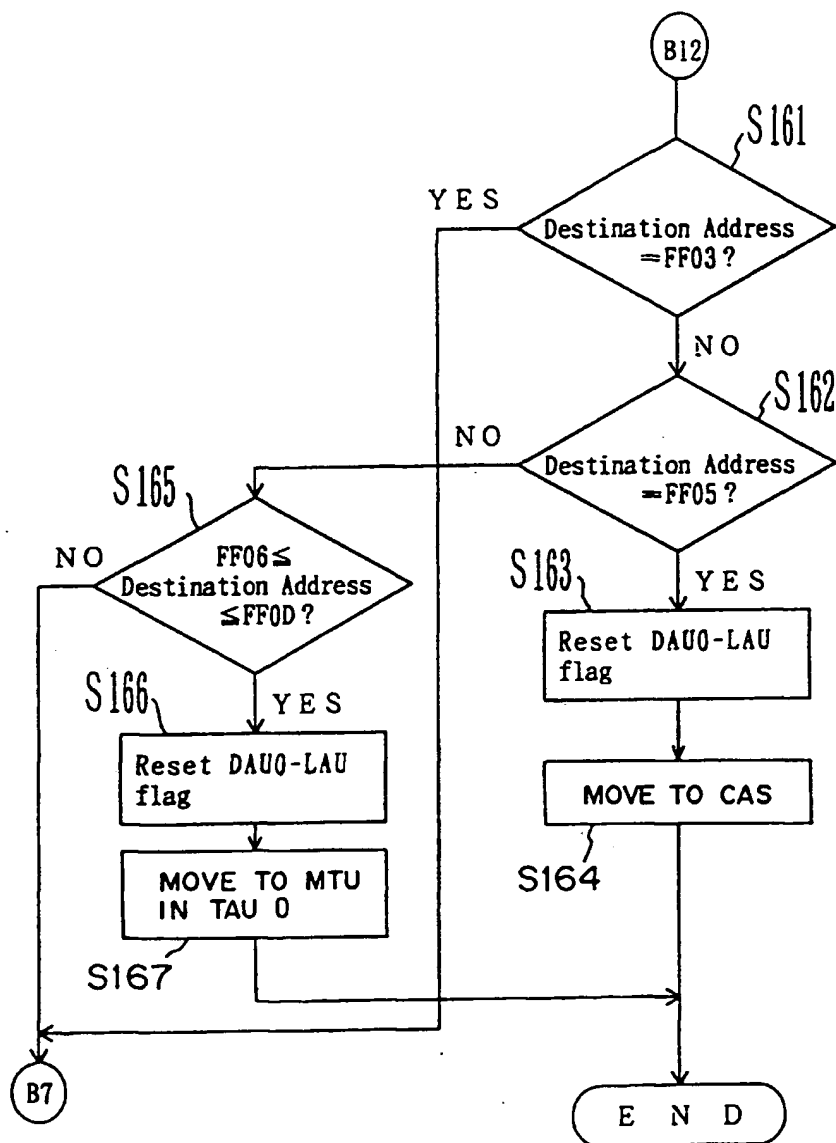 B12
S161
YES
Destination Address
=FF03?
NO
S162
NO
Destination Address
=FF05?
S165
NO
FF06≦
Destination Address
≦FF0D?
S163
YES
Reset DAU0-LAU
flag
S166
YES
Reset DAU0-LAU
flag
MOVE TO CAS
S164
MOVE TO MTU
IN TAU 0
S167
B7
E N D